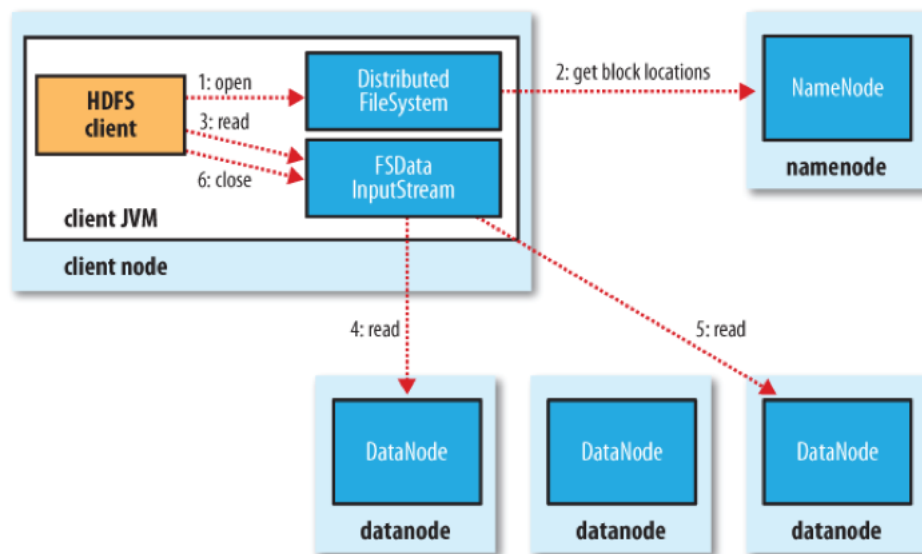 HDFS
client
1: open
3: read
6: close
Distributed
FileSystem
FSData
InputStream
2: get block locations
NameNode
namenode
client JVM
client node
4: read
5: read
DataNode
DataNode
DataNode
datanode
datanode
datanode